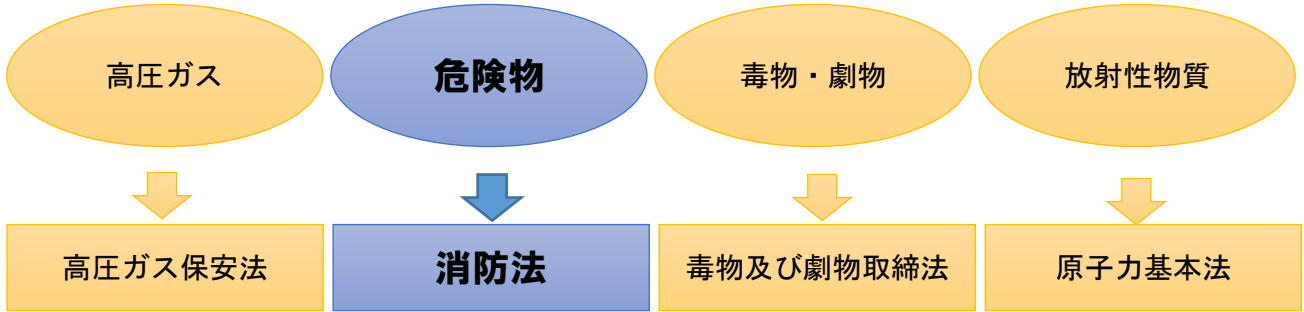 高圧ガス
危険物
毒物・劇物
放射性物質
高圧ガス保安法
消防法
毒物及び劇物取締法
原子力基本法